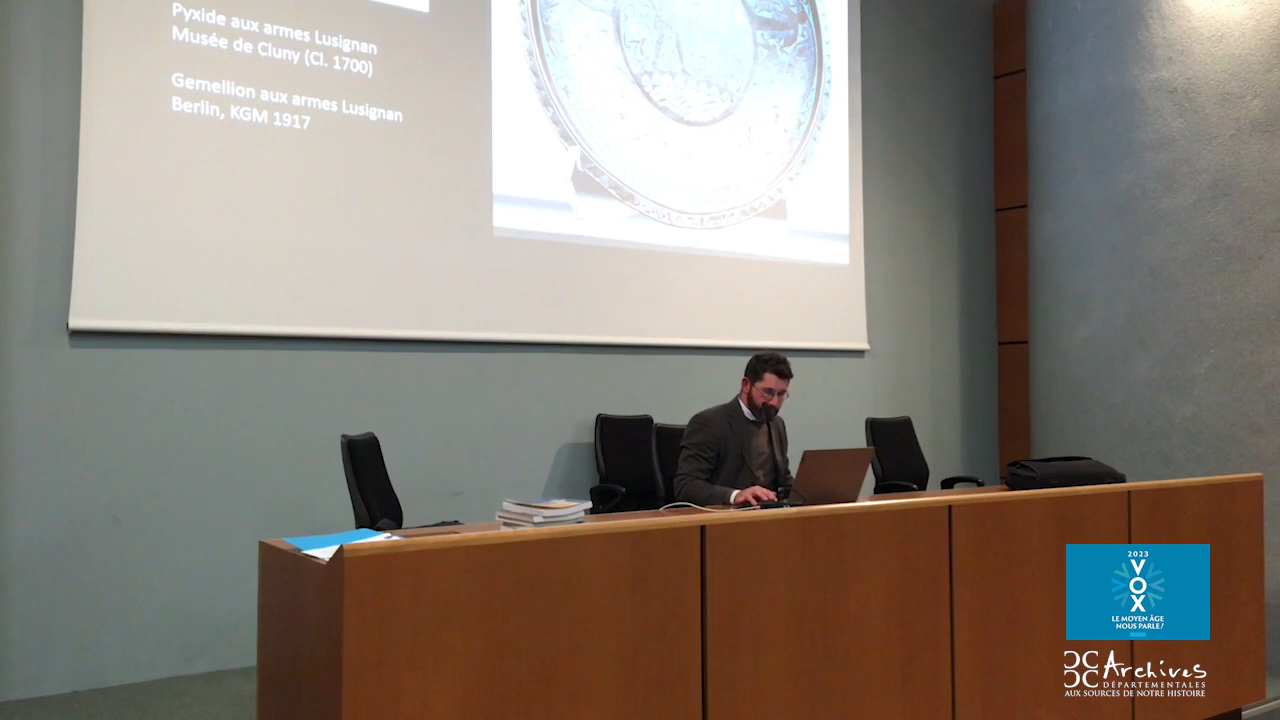 Pyxide aux armes Lusignan
Musée de Cluny (Cl. 1700)
Gemellion aux armes Lusignan
Berlin, KGM 1917
2023
VOX
LE MOYEN ÂGE
NOUS PARLE!
Archives
DÉPARTEMENTALES
AUX SOURCES DE NOTRE HISTOIRE